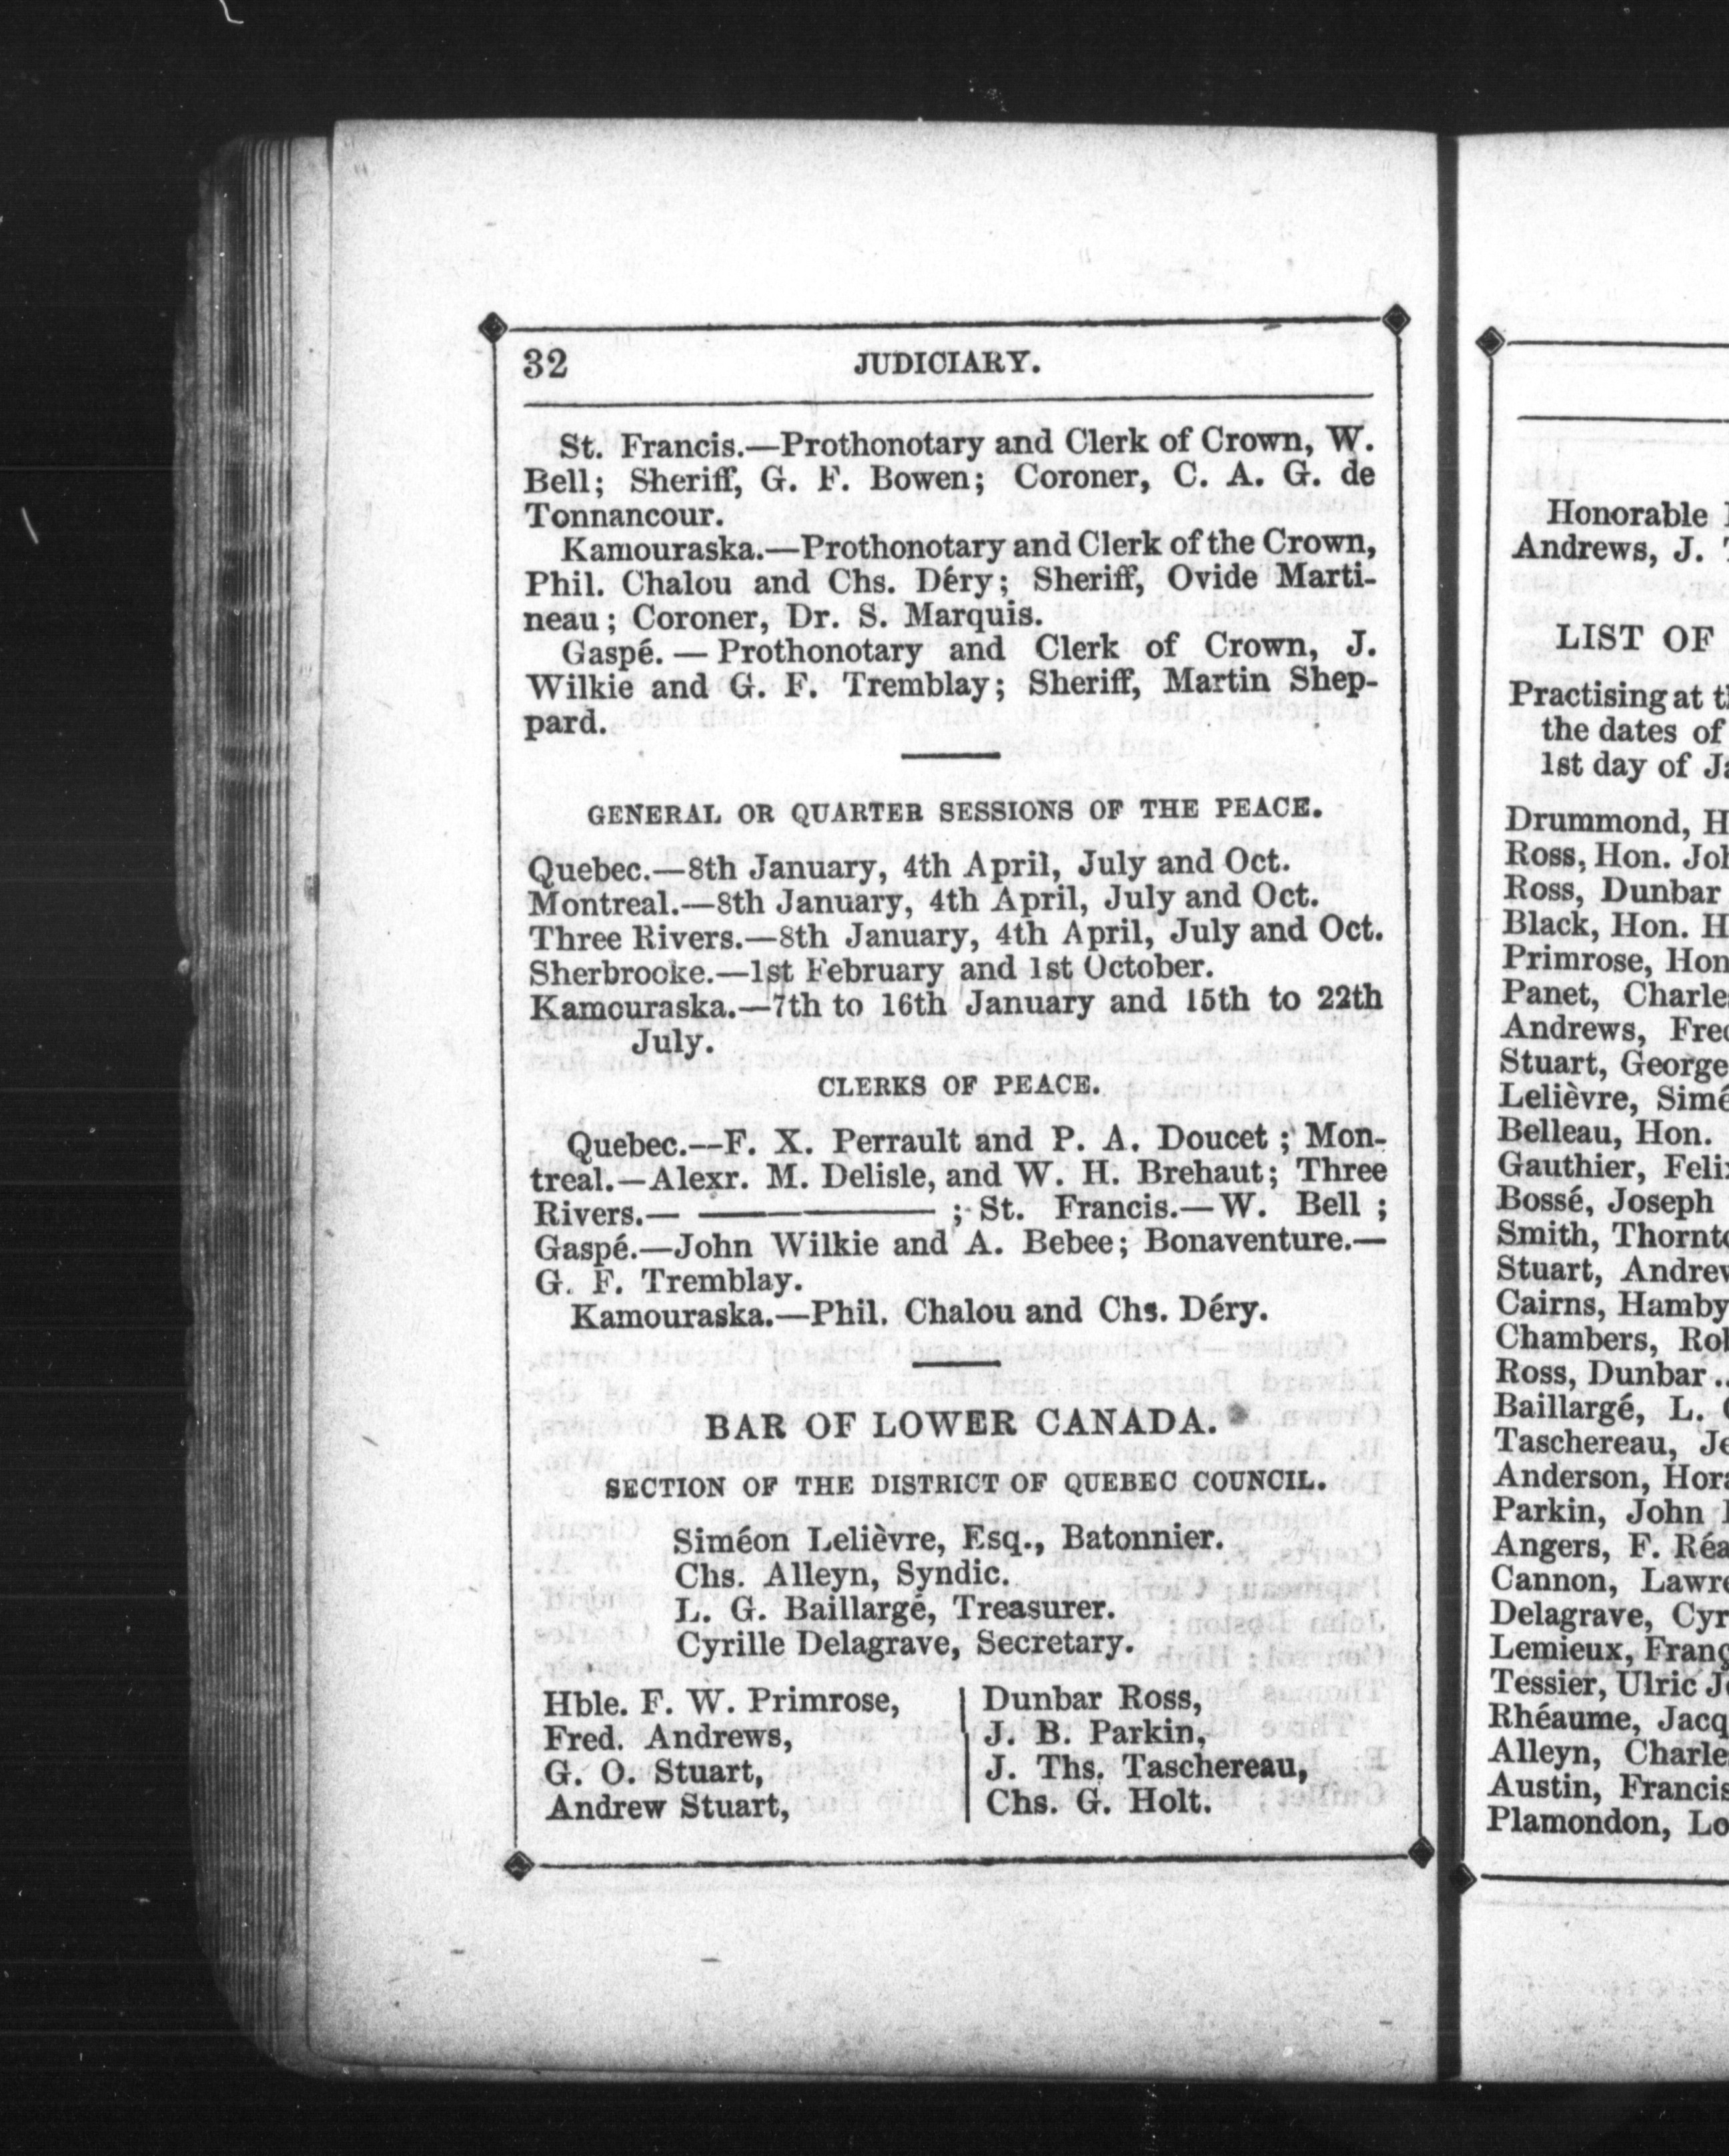 32 JUDICIARY.
St. Francis.—Prothonotary and Clerk of Crown, W.
Bell; Sheriff, G. F. Bowen; Coroner, C. A. G. de
Tonnancour.
Kamouraska.—Prothonotary and Clerk of the Crown,
Phil. Chalou and Chs. Déry; Sheriff, Ovide Marti-
neau; Coroner, Dr. S. Marquis.
Gaspé.—Prothonotary and Clerk of Crown, J.
Wilkie and G. F. Tremblay; Sheriff, Martin Shep-
pard.
GENERAL OR QUARTER SESSIONS OF THE PEACE.
Quebec.—8th January, 4th April, July and Oct.
Montreal.—8th January, 4th April, July and Oct.
Three Rivers.—8th January, 4th April, July and Oct.
Sherbrooke.—1st February and 1st October.
Kamouraska.—7th to 16th January and 15th to 22th
July.
CLERKS OF PEACE.
Quebec.—F. X. Perrault and P. A. Doucet; Mon-
treal.—Alexr. M. Delisle, and W. H. Brehaut; Three
Rivers.— ———— ; St. Francis.—W. Bell;
Gaspé.—John Wilkie and A. Bebee; Bonaventure.—
G. F. Tremblay.
Kamouraska.—Phil. Chalou and Chs. Déry.
BAR OF LOWER CANADA.
SECTION OF THE DISTRICT OF QUEBEC COUNCIL.
Siméon Lelièvre, Esq., Batonnier.
Chs. Alleyn, Syndic.
L. G. Baillargé, Treasurer.
Cyrille Delagrave, Secretary.
Hble. F. W. Primrose,
Fred. Andrews,
G. O. Stuart,
Andrew Stuart,
Dunbar Ross,
J. B. Parkin,
J. Ths. Taschereau,
Chs. G. Holt.
Honorable
Andrews, J.
LIST OF
Practising at
the dates of
1st day of
Drummond, H
Ross, Hon.
Ross, Dunbar
Black, Hon. H
Primrose, Hon
Panet, Charle
Andrews, Fre
Stuart, George
Lelièvre, Simé
Belleau, Hon.
Gauthier, Feli
Bossé, Joseph
Smith, Thornt
Stuart, Andre
Cairns, Hamby
Chambers, Ro
Ross, Dunbar..
Baillargé, L.
Taschereau, Je
Anderson, Hora
Parkin, John
Angers, F. Réa
Cannon, Lawre
Delagrave, Cyr
Lemieux, Franç
Tessier, Ulric J
Rhéaume, Jacq
Alleyn, Charle
Austin, Francis
Plamondon, Lo